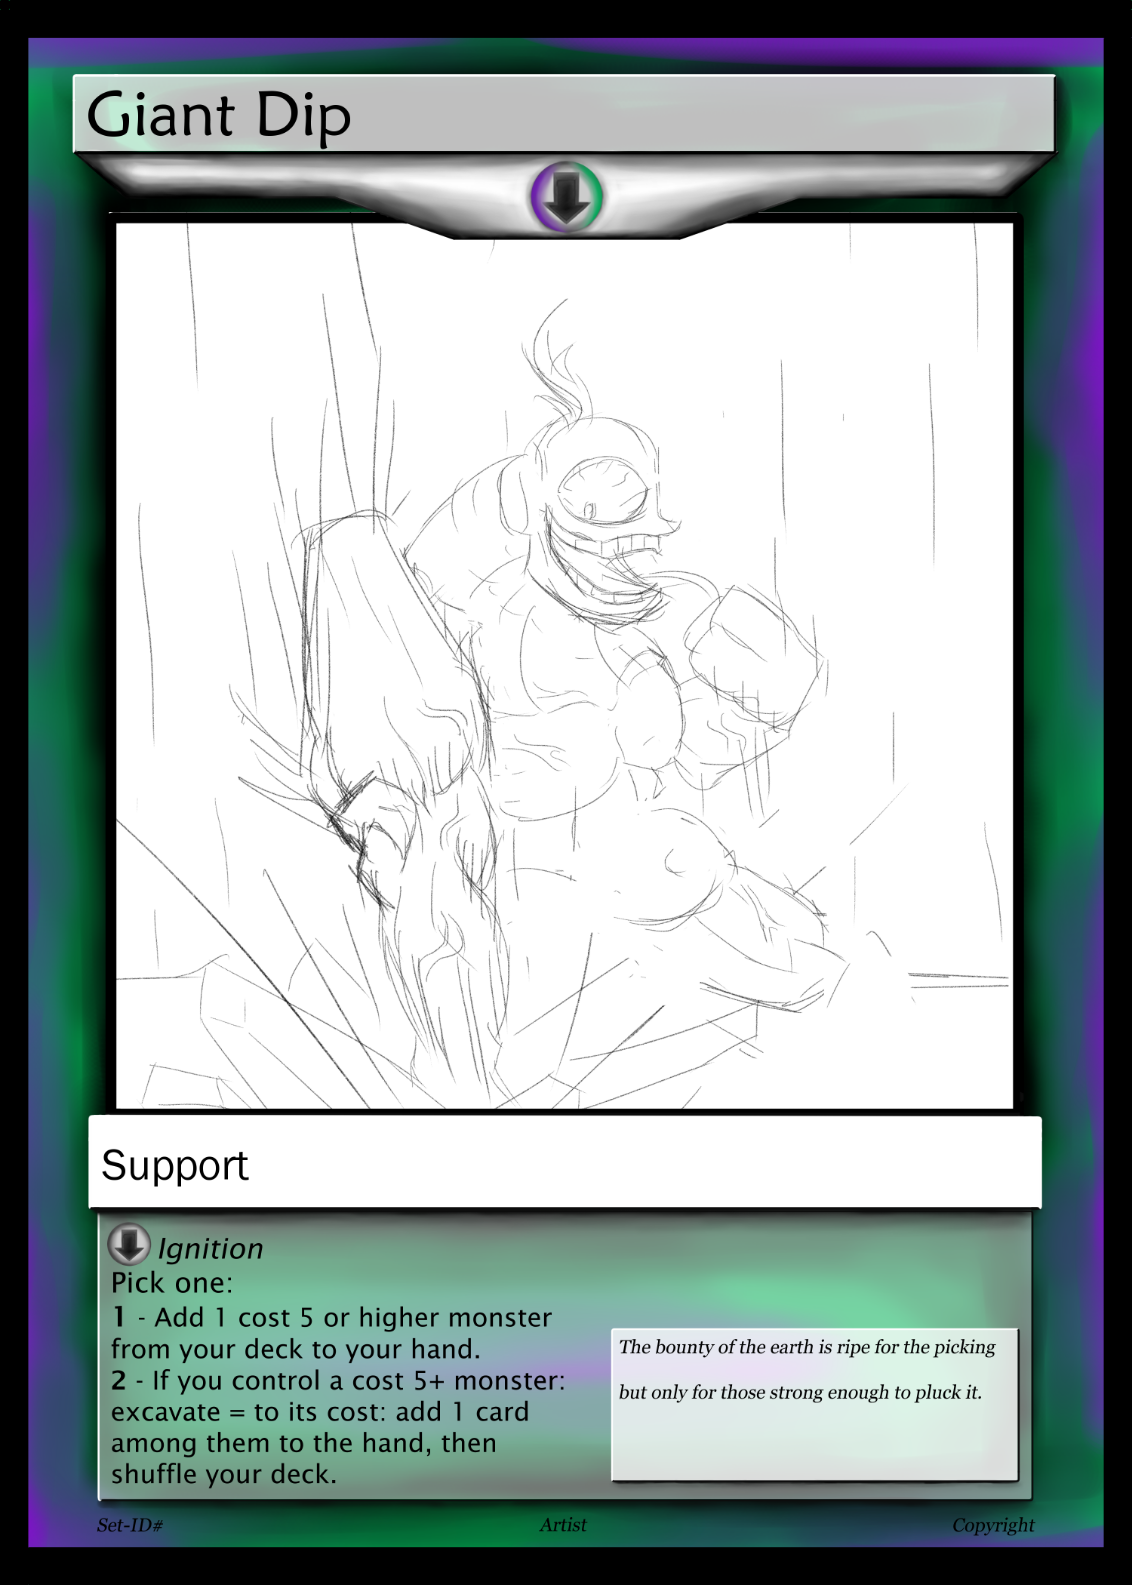 Giant Dip
Support
Ignition
Pick one:
1 - Add 1 cost 5 or higher monster
from your deck to your hand.
2 - If you control a cost 5+ monster:
excavate = to its cost: add 1 card
among them to the hand, then
shuffle your deck.
The bounty of the earth is ripe for the picking
but only for those strong enough to pluck it.
Set-ID#
Artist
Copyright